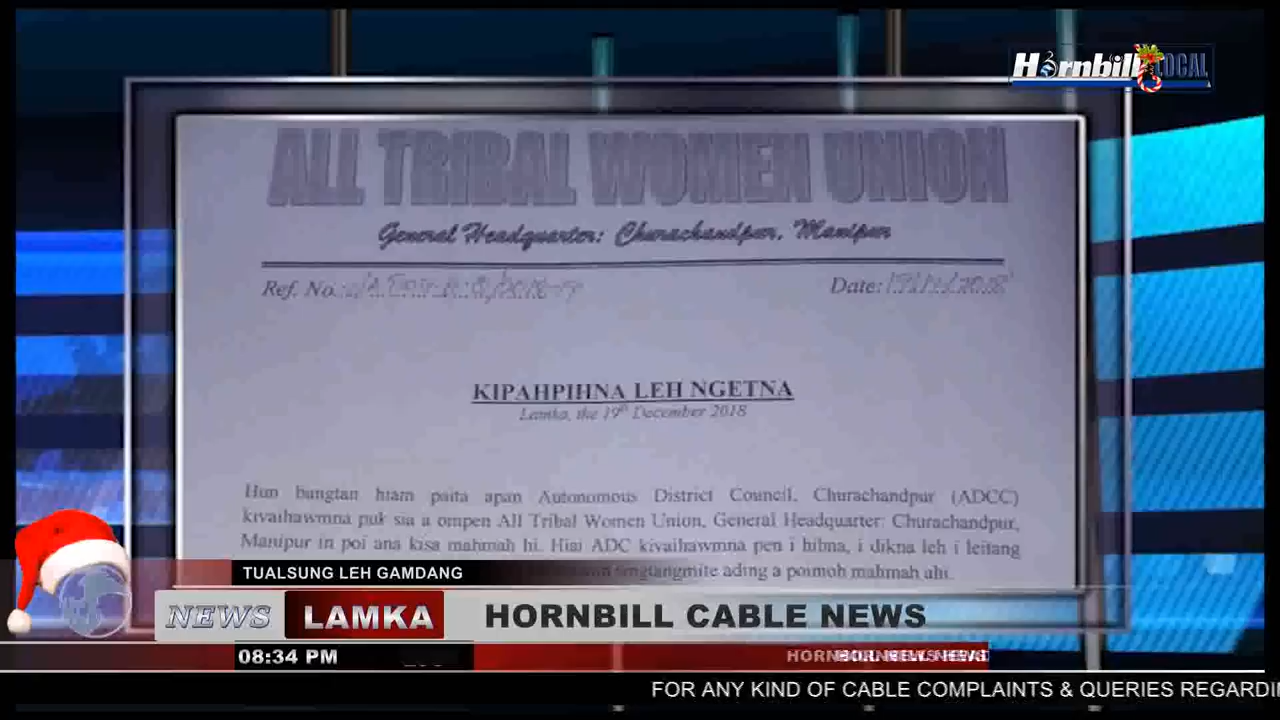 Hornbill LOCAL
ALL TRIBAL WOMEN UNION
General Headquarter: Churachandpur, Manipur
Ref. No.
Date:
KIPAHPIHNA LEH NGETNA
Lamka, the 19th December 2018
Hun bangtan hiam paita apan Autonomous District Council, Churachandpur (ADCC)
kivaihawmna puk sia a ompen All Tribal Women Union, General Headquarter: Churachandpur,
Manipur in poi ana kisa mahmah hi. Hiai ADC kivaihawmna pen i hihna, i dikna leh i leitang
singtangmite ading a poimoh mahmah ahi.
TUALSUNG LEH GAMDANG
NEWS LAMKA HORNBILL CABLE NEWS
08:34 PM
FOR ANY KIND OF CABLE COMPLAINTS & QUERIES REGARDI